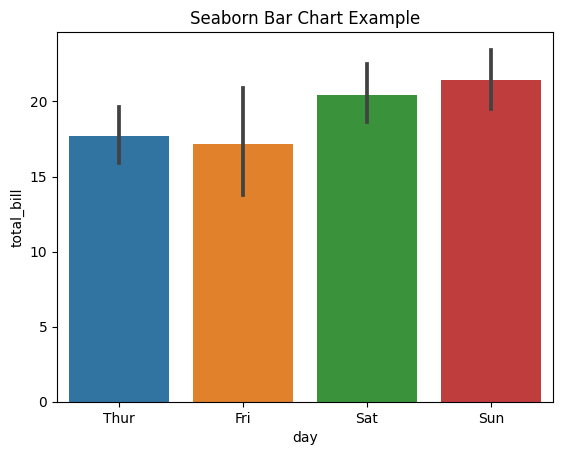 Seaborn Bar Chart Example
total_bill
20
15
10
5
0
Thur Fri Sat Sun
day